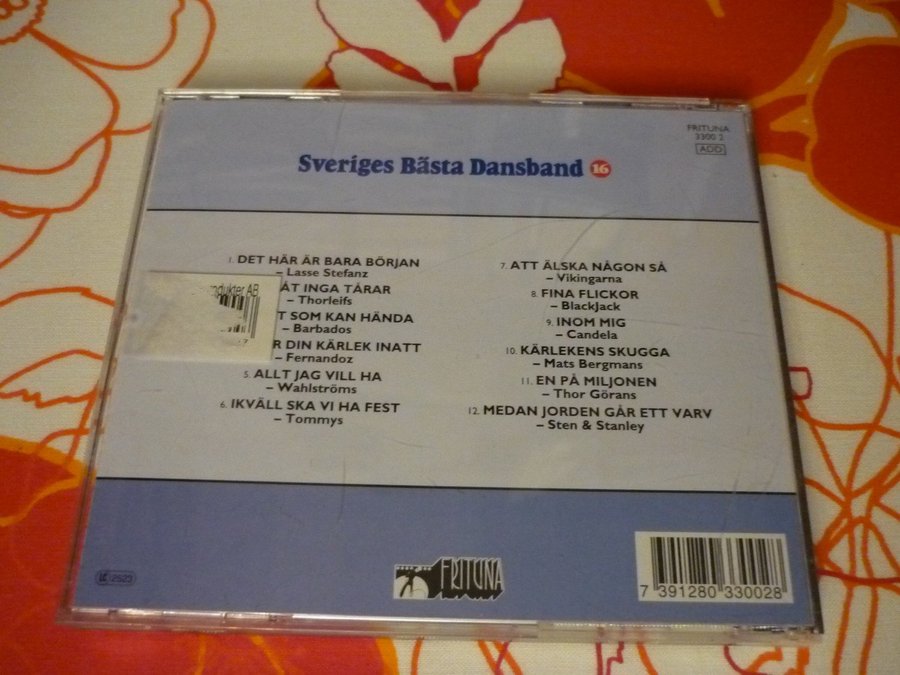 FRITUNA
3300 2
ADD
Sveriges Bästa Dansband 16
1. DET HÄR ÄR BARA BÖRJAN
– Lasse Stefanz
ÅT INGA TÅRAR
– Thorleifs
T SOM KAN HÄNDA
– Barbados
R DIN KÄRLEK INATT
– Fernandoz
5. ALLT JAG VILL HA
– Wahlströms
6. IKVÄLL SKA VI HA FEST
– Tommys
7. ATT ÄLSKA NÅGON SÅ
– Vikingarna
8. FINA FLICKOR
– BlackJack
9. INOM MIG
– Candela
10. KÄRLEKENS SKUGGA
– Mats Bergmans
11. EN PÅ MILJONEN
– Thor Görans
12. MEDAN JORDEN GÅR ETT VARV
– Sten & Stanley
odukter AB
LC 2523
FRITUNA
7 391280 330028